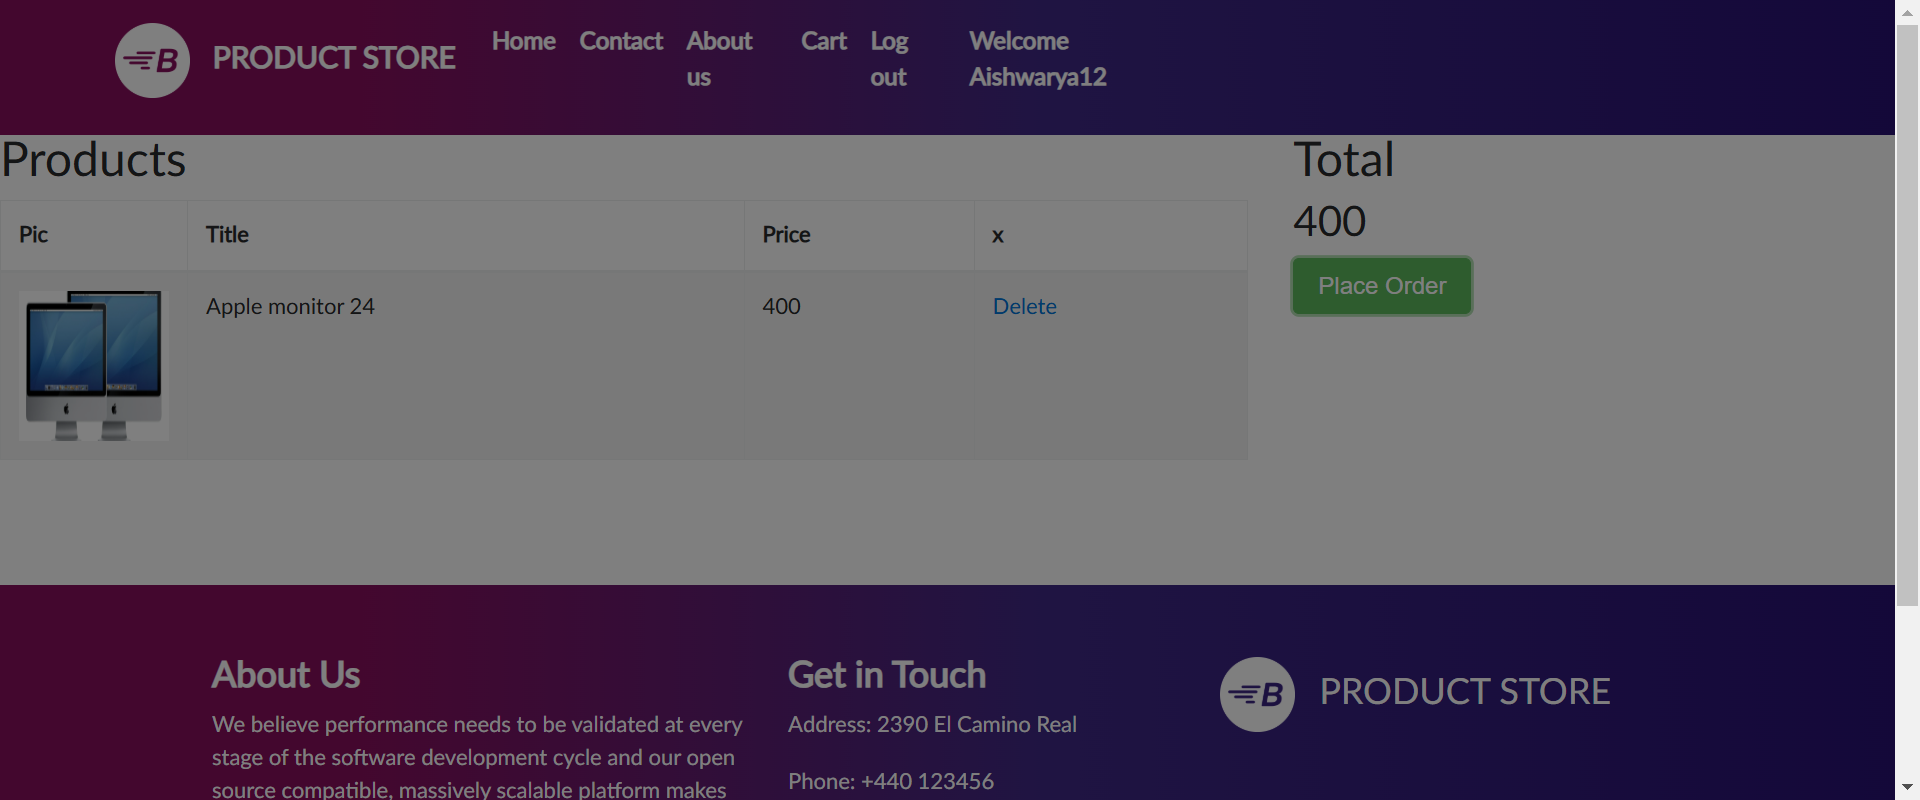 B PRODUCT STORE Home Contact About us Cart Log out Welcome Aishwarya12
Products
Total
400
Place Order
Pic Title Price x
Apple monitor 24 400 Delete
About Us
We believe performance needs to be validated at every
stage of the software development cycle and our open
source compatible, massively scalable platform makes
Get in Touch
Address: 2390 El Camino Real
Phone: +440 123456
B PRODUCT STORE